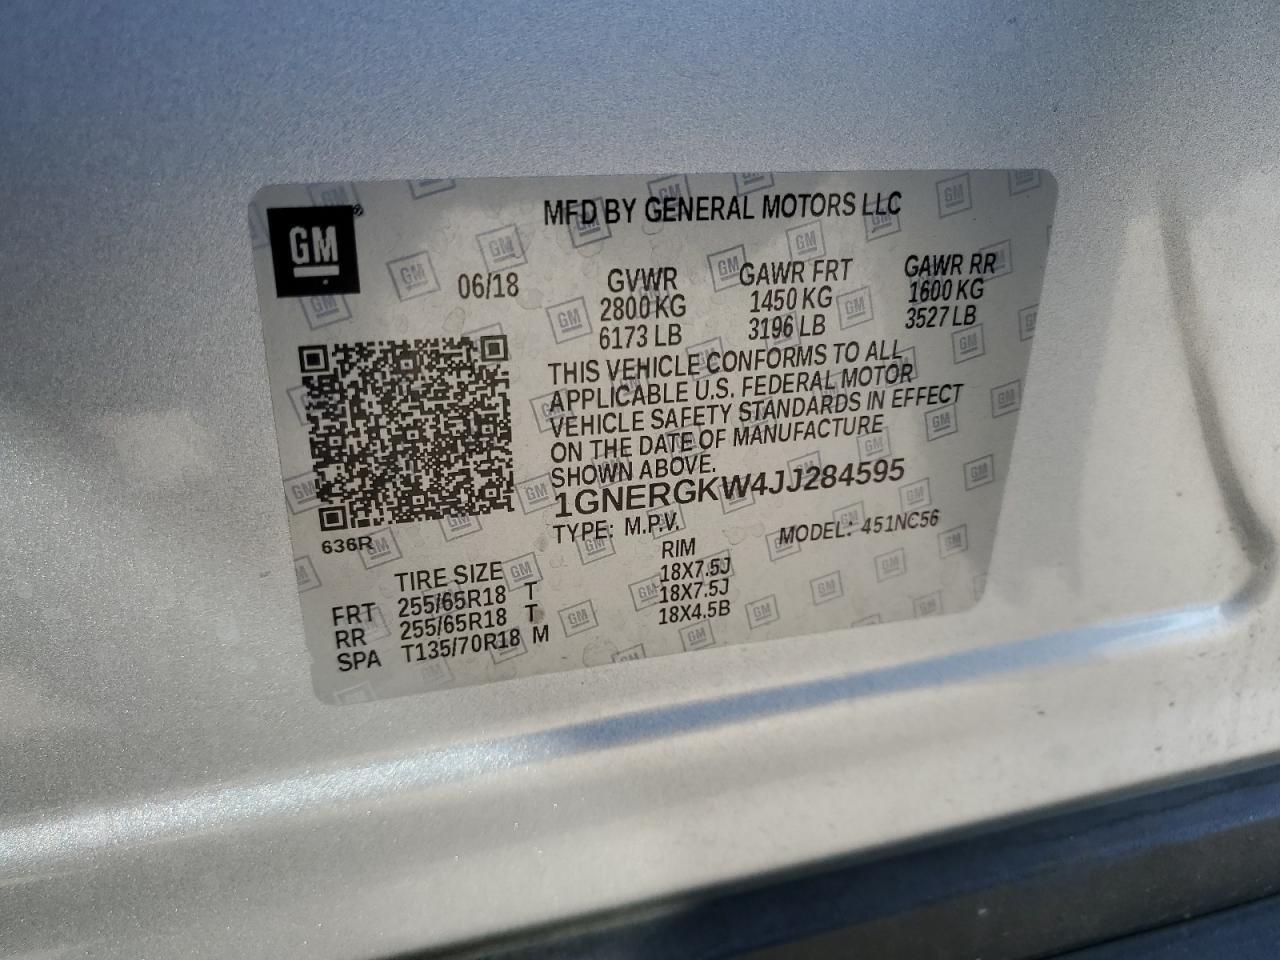 GM
MFD BY GENERAL MOTORS LLC
06/18
GVWR GAWR FRT GAWR RR
2800 KG 1450 KG 1600 KG
6173 LB 3196 LB 3527 LB
THIS VEHICLE CONFORMS TO ALL
APPLICABLE U.S. FEDERAL MOTOR
VEHICLE SAFETY STANDARDS IN EFFECT
ON THE DATE OF MANUFACTURE
SHOWN ABOVE.
1GNERGKW4JJ284595
TYPE: M.P.V. MODEL: 451NC56
636R
TIRE SIZE RIM
FRT 255/65R18 T 18X7.5J
RR 255/65R18 T 18X7.5J
SPA T135/70R18 M 18X4.5B